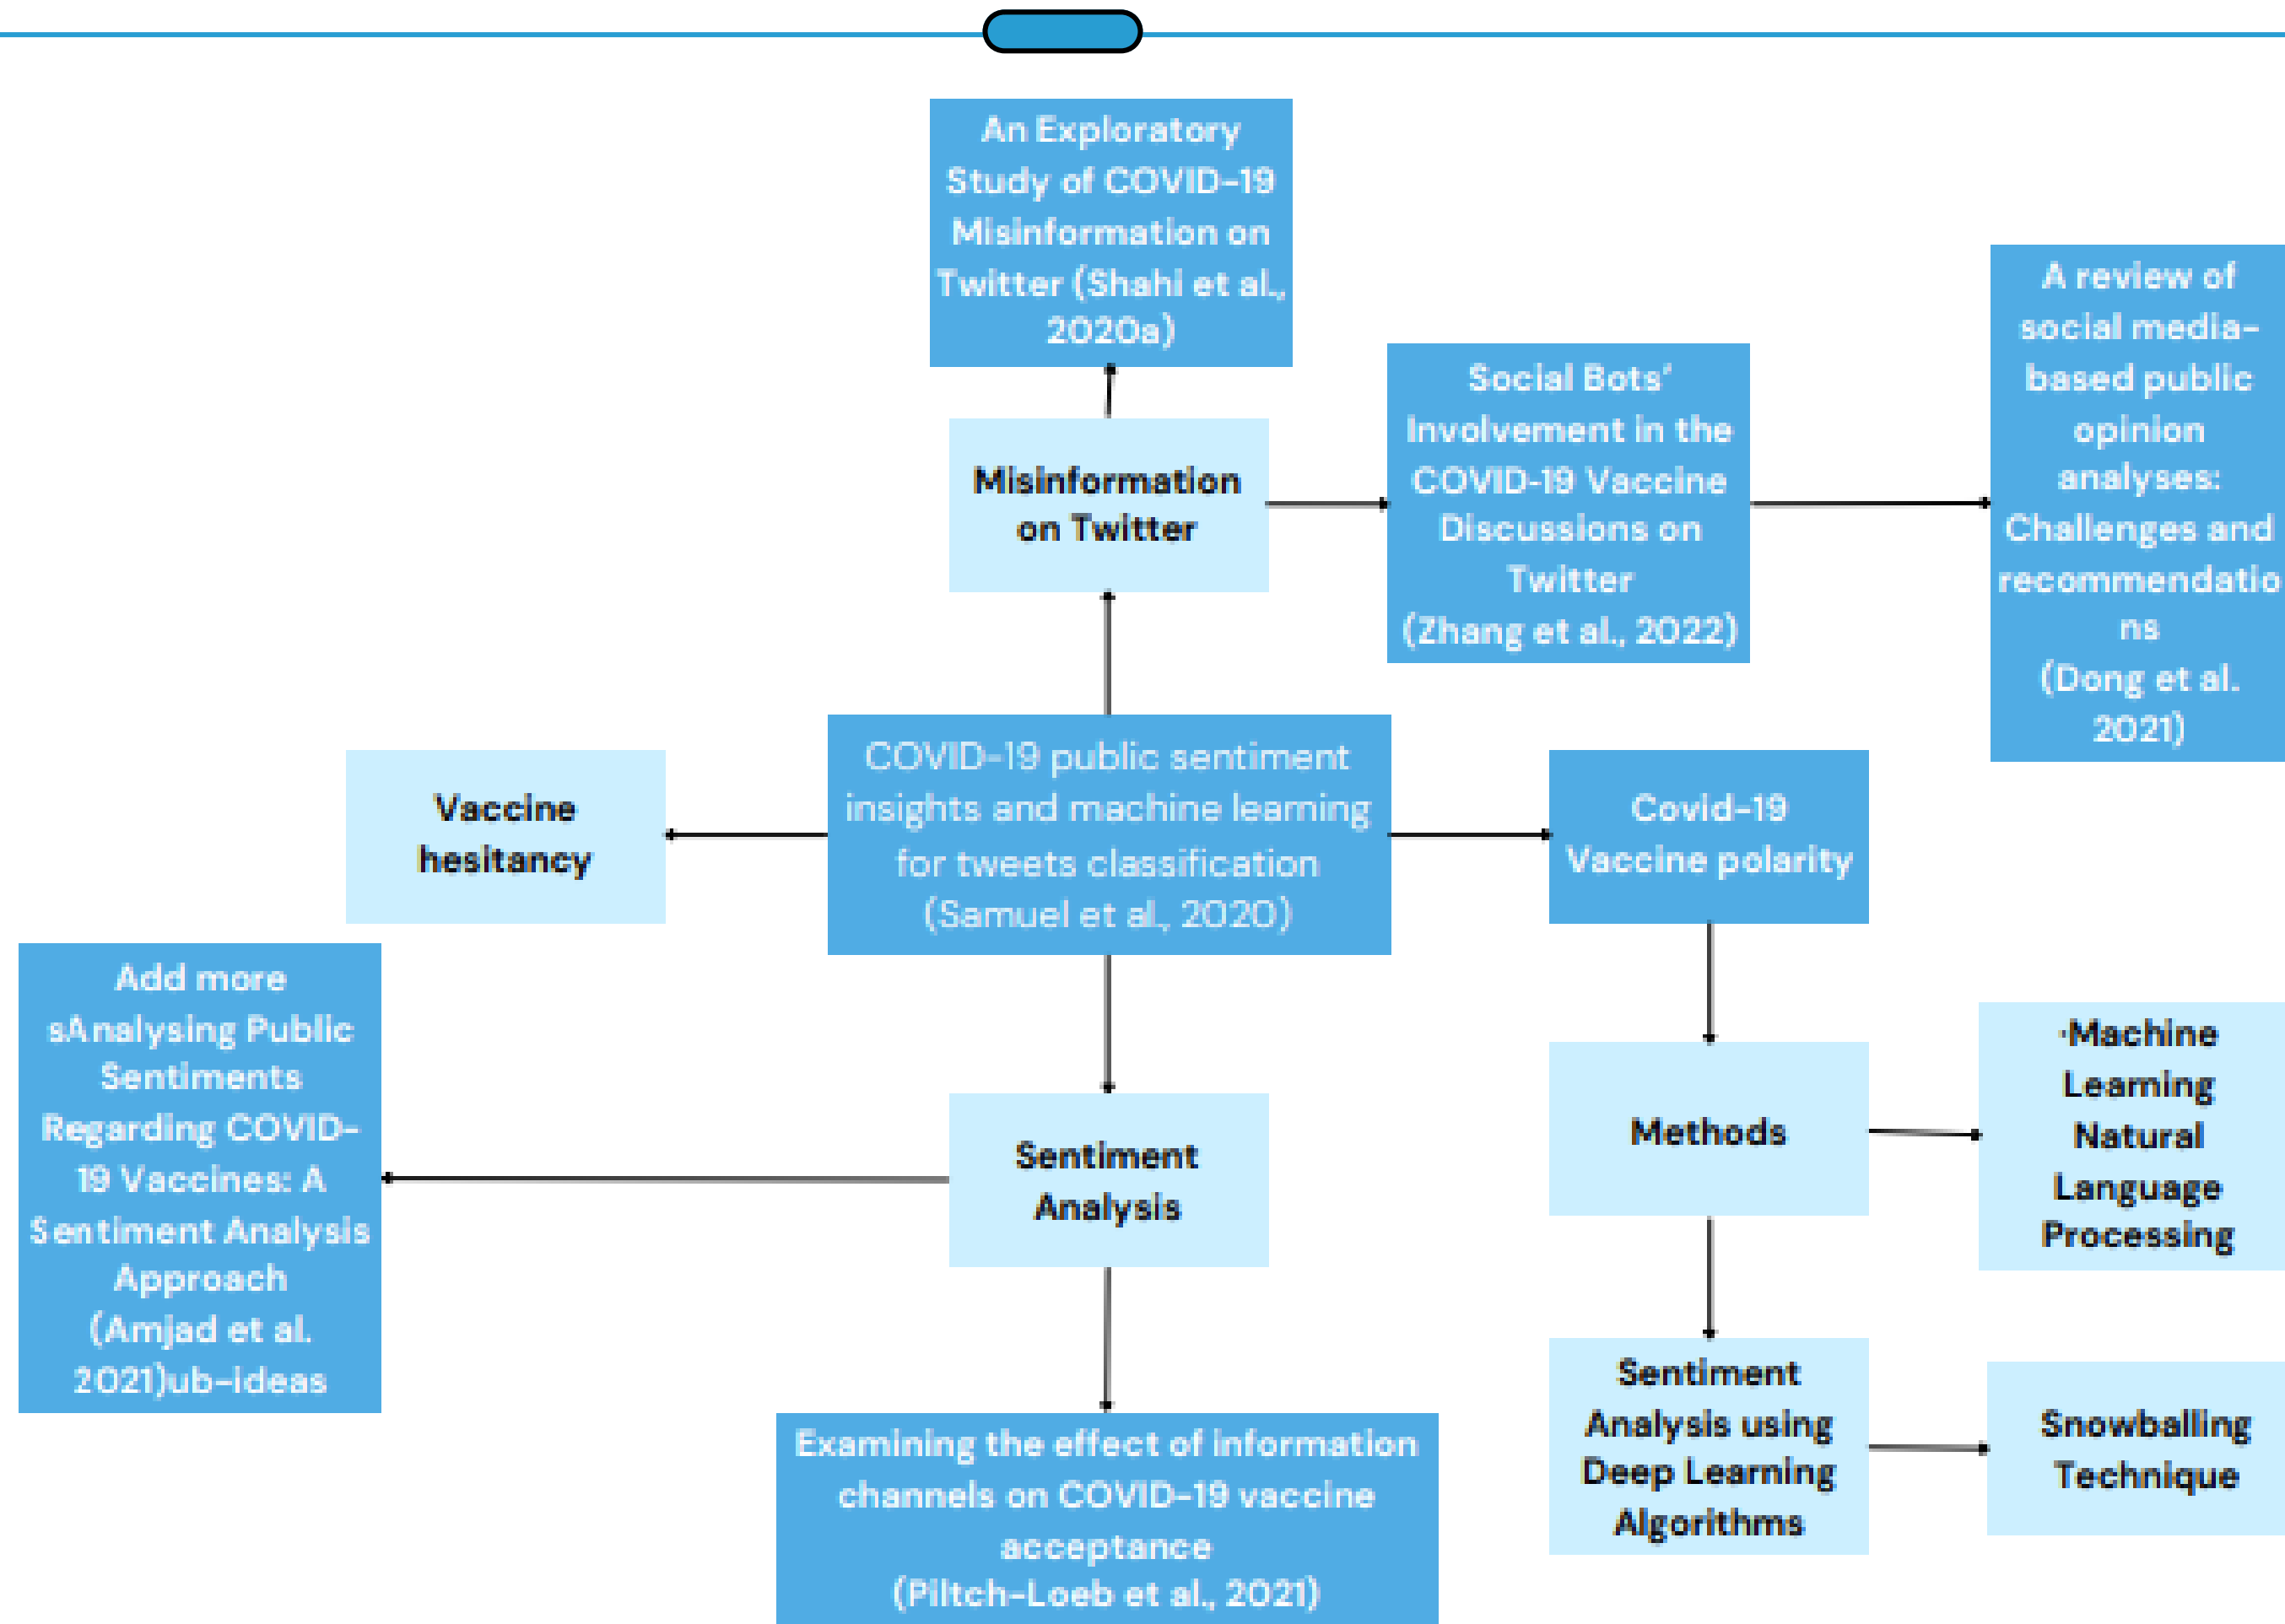 An Exploratory
Study of COVID-19
Misinformation on
Twitter (Shahi et al.,
2020a)
Misinformation
on Twitter
Social Bots'
Involvement in the
COVID-19 Vaccine
Discussions on
Twitter
(Zhang et al., 2022)
A review of
social media-
based public
opinion
analyses:
Challenges and
recommendatio
ns
(Dong et al.
2021)
Vaccine
hesitancy
COVID-19 public sentiment
insights and machine learning
for tweets classification
(Samuel et al., 2020)
Covid-19
Vaccine polarity
Add more
sAnalysing Public
Sentiments
Regarding COVID-
19 Vaccines: A
Sentiment Analysis
Approach
(Amjad et al.
2021)ub-ideas
Sentiment
Analysis
Methods
·Machine
Learning
Natural
Language
Processing
Sentiment
Analysis using
Deep Learning
Algorithms
Snowballing
Technique
Examining the effect of information
channels on COVID-19 vaccine
acceptance
(Piltch-Loeb et al., 2021)